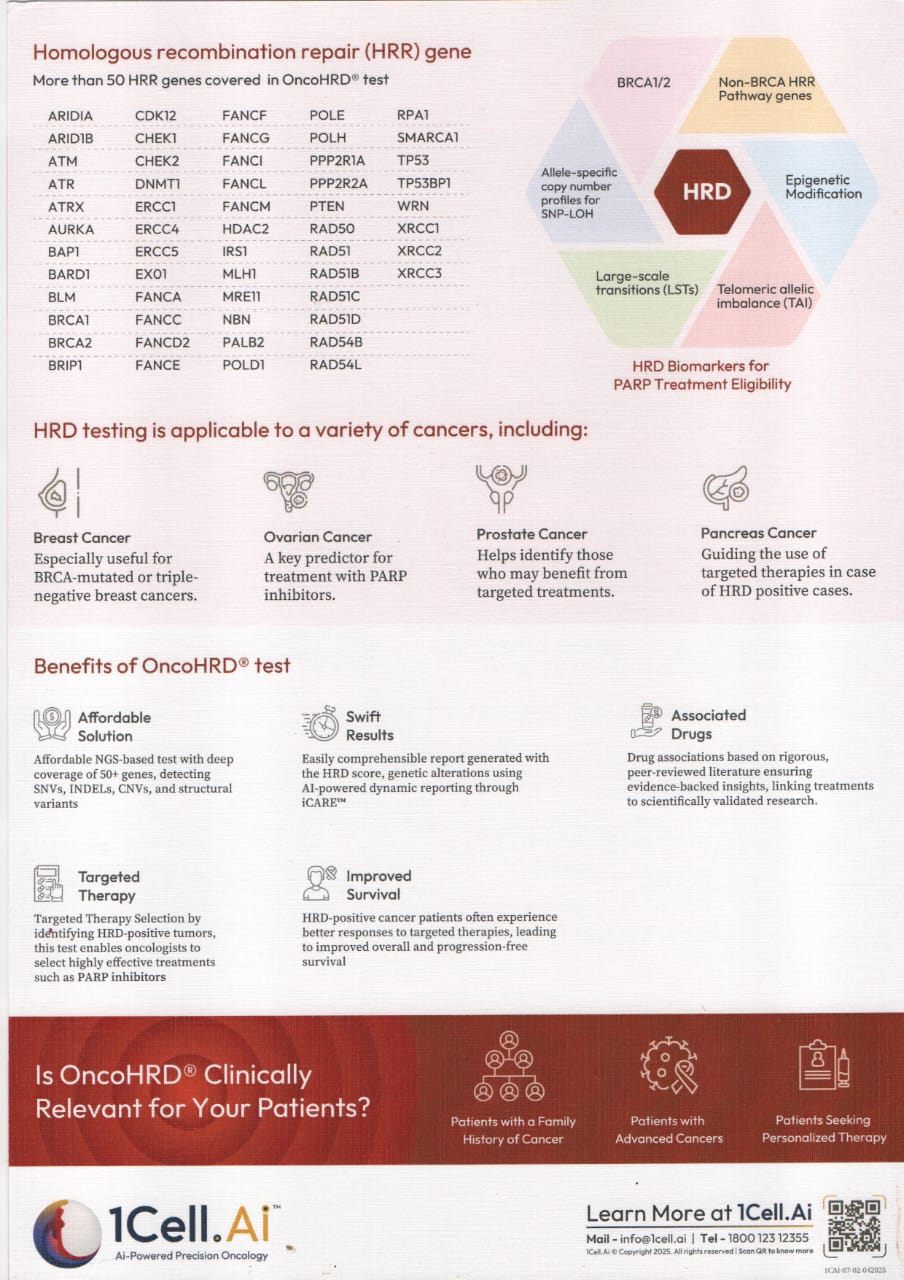 Homologous recombination repair (HRR) gene
More than 50 HRR genes covered in OncoHRD® test
ARIDIA CDK12 FANCF POLE RPA1
ARID1B CHEK1 FANCG POLH SMARCA1
ATM CHEK2 FANCI PPP2R1A TP53
ATR DNMT1 FANCL PPP2R2A TP53BP1
ATRX ERCC1 FANCM PTEN WRN
AURKA ERCC4 HDAC2 RAD50 XRCC1
BAP1 ERCC5 IRS1 RAD51 XRCC2
BARD1 EX01 MLH1 RAD51B XRCC3
BLM FANCA MRE11 RAD51C
BRCA1 FANCC NBN RAD51D
BRCA2 FANCD2 PALB2 RAD54B
BRIP1 FANCE POLD1 RAD54L
BRCA1/2
Non-BRCA HRR
Pathway genes
Allele-specific
copy number
profiles for
SNP-LOH
HRD
Epigenetic
Modification
Large-scale
transitions (LSTs)
Telomeric allelic
imbalance (TAI)
HRD Biomarkers for
PARP Treatment Eligibility
HRD testing is applicable to a variety of cancers, including:
Breast Cancer
Especially useful for
BRCA-mutated or triple-
negative breast cancers.
Ovarian Cancer
A key predictor for
treatment with PARP
inhibitors.
Prostate Cancer
Helps identify those
who may benefit from
targeted treatments.
Pancreas Cancer
Guiding the use of
targeted therapies in case
of HRD positive cases.
Benefits of OncoHRD® test
Affordable
Solution
Affordable NGS-based test with deep
coverage of 50+ genes, detecting
SNVs, INDELs, CNVs, and structural
variants
Swift
Results
Easily comprehensible report generated with
the HRD score, genetic alterations using
AI-powered dynamic reporting through
iCARE™
Associated
Drugs
Drug associations based on rigorous,
peer-reviewed literature ensuring
evidence-backed insights, linking treatments
to scientifically validated research.
Targeted
Therapy
Targeted Therapy Selection by
identifying HRD-positive tumors,
this test enables oncologists to
select highly effective treatments
such as PARP inhibitors
Improved
Survival
HRD-positive cancer patients often experience
better responses to targeted therapies, leading
to improved overall and progression-free
survival
Is OncoHRD® Clinically
Relevant for Your Patients?
Patients with a Family
History of Cancer
Patients with
Advanced Cancers
Patients Seeking
Personalized Therapy
1Cell.Ai™
Ai-Powered Precision Oncology
Learn More at 1Cell.Ai
Mail - info@1cell.ai | Tel - 1800 123 12355
1Cell.Ai © Copyright 2025. All rights reserved | Scan QR to know more
1CAI-07-02-042025